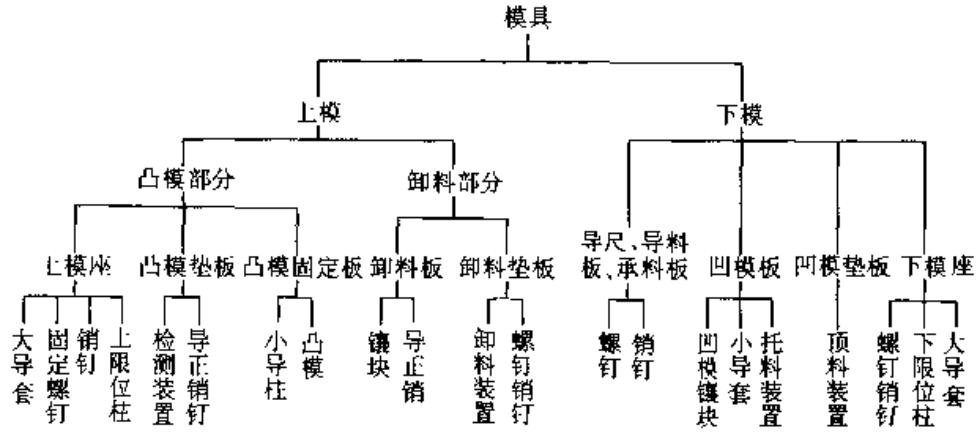 模具
上模
下模
凸模部分
卸料部分
上模座
凸模垫板
凸模固定板
卸料板
卸料垫板
导尺、导料
板、承料板
凹模板
凹模垫板
下模座
大导套
固定螺钉
销钉
上限位柱
检测装置
导正销钉
小导柱
凸模
镶块
导正销
卸料装置
螺钉销钉
螺钉
销钉
凹模镶块
小导套
托料装置
顶料装置
螺钉销钉
下限位柱
大导套